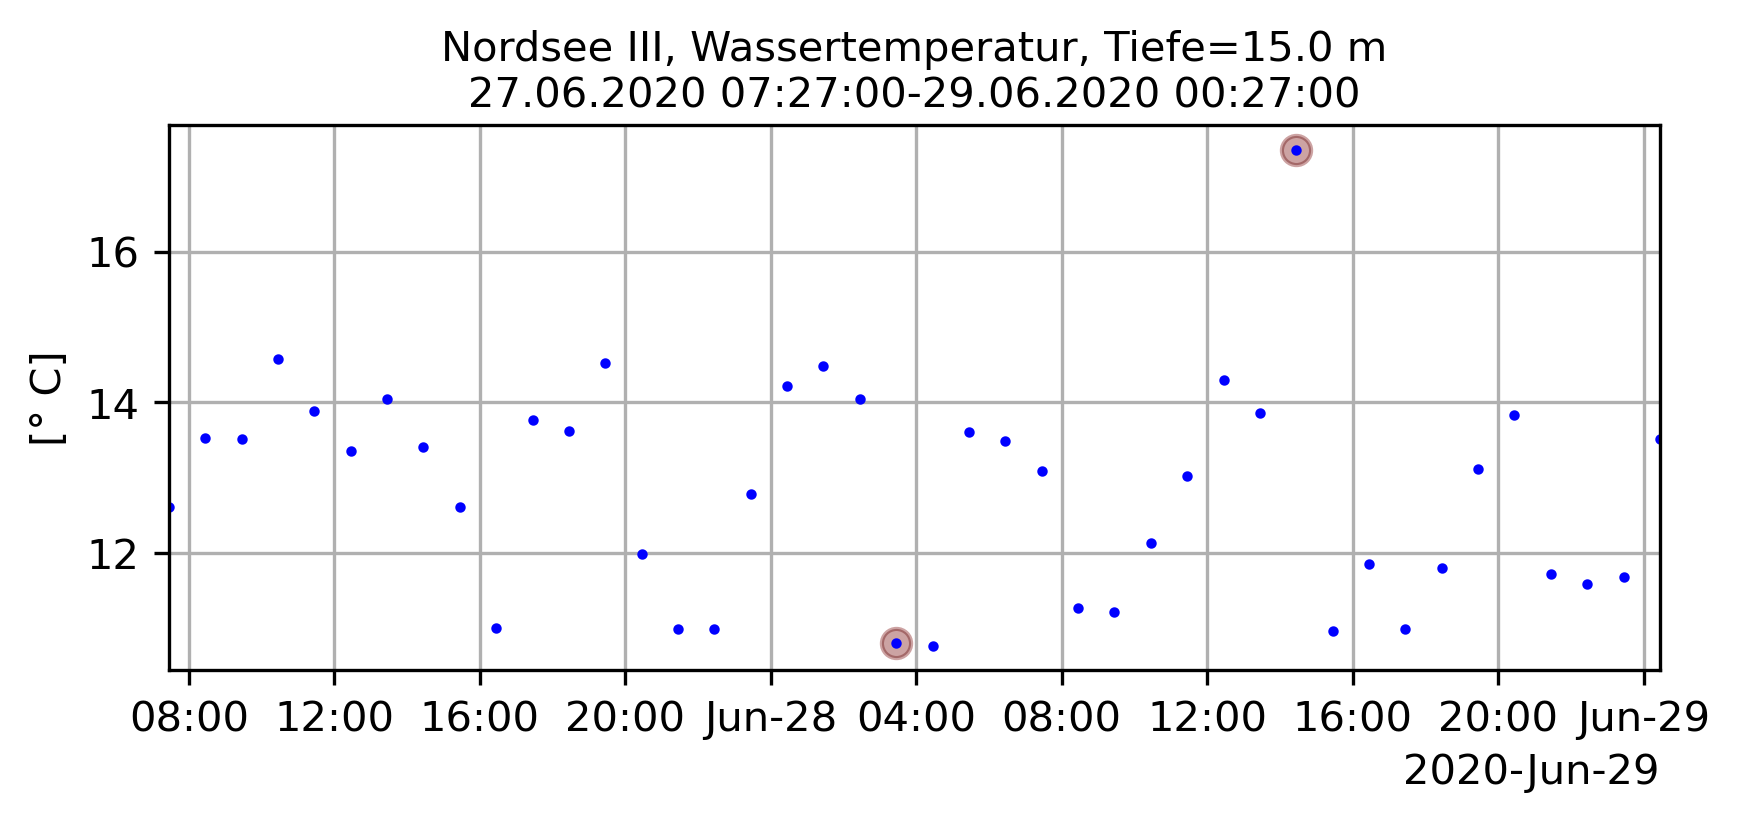 Nordsee III, Wassertemperatur, Tiefe=15.0 m
27.06.2020 07:27:00-29.06.2020 00:27:00
[° C]
16
14
12
08:00 12:00 16:00 20:00 Jun-28 04:00 08:00 12:00 16:00 20:00 Jun-29
2020-Jun-29